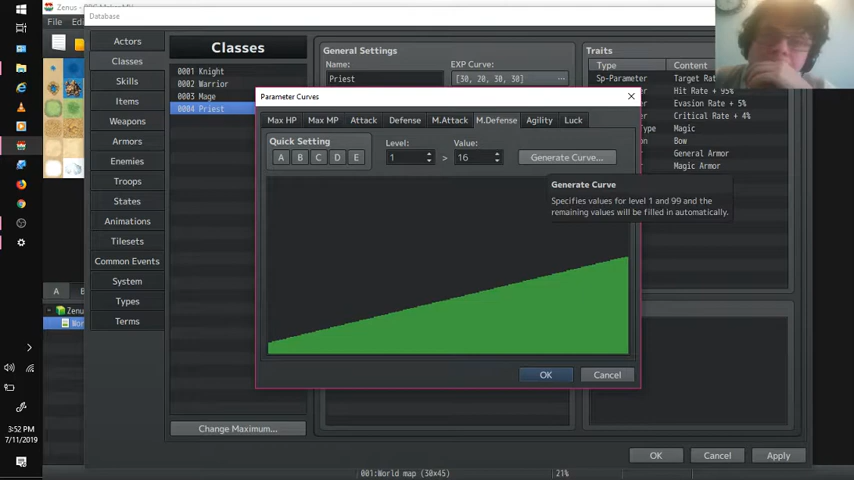 Zenus - RPG Maker MV
File
Database
Actors
Classes
Skills
Items
Weapons
Armors
Enemies
Troops
States
Animations
Tilesets
Common Events
System
Types
Terms
Classes
0001 Knight
0002 Warrior
0003 Mage
0004 Priest
Change Maximum...
General Settings
Name:
Priest
EXP Curve:
[30, 20, 30, 30]
...
Traits
Type
Content
Sp-Parameter
Target Rate
Hit Rate + 95%
Evasion Rate + 5%
Critical Rate + 4%
Magic
Bow
General Armor
Magic Armor
Parameter Curves
Max HP
Max MP
Attack
Defense
M.Attack
M.Defense
Agility
Luck
Quick Setting
A B C D E
Level:
1
>
Value:
16
Generate Curve...
Generate Curve
Specifies values for level 1 and 99 and the
remaining values will be filled in automatically.
OK
Cancel
OK
Cancel
Apply
A
B
3:52 PM
7/11/2019
001:World map (30x45)
21%